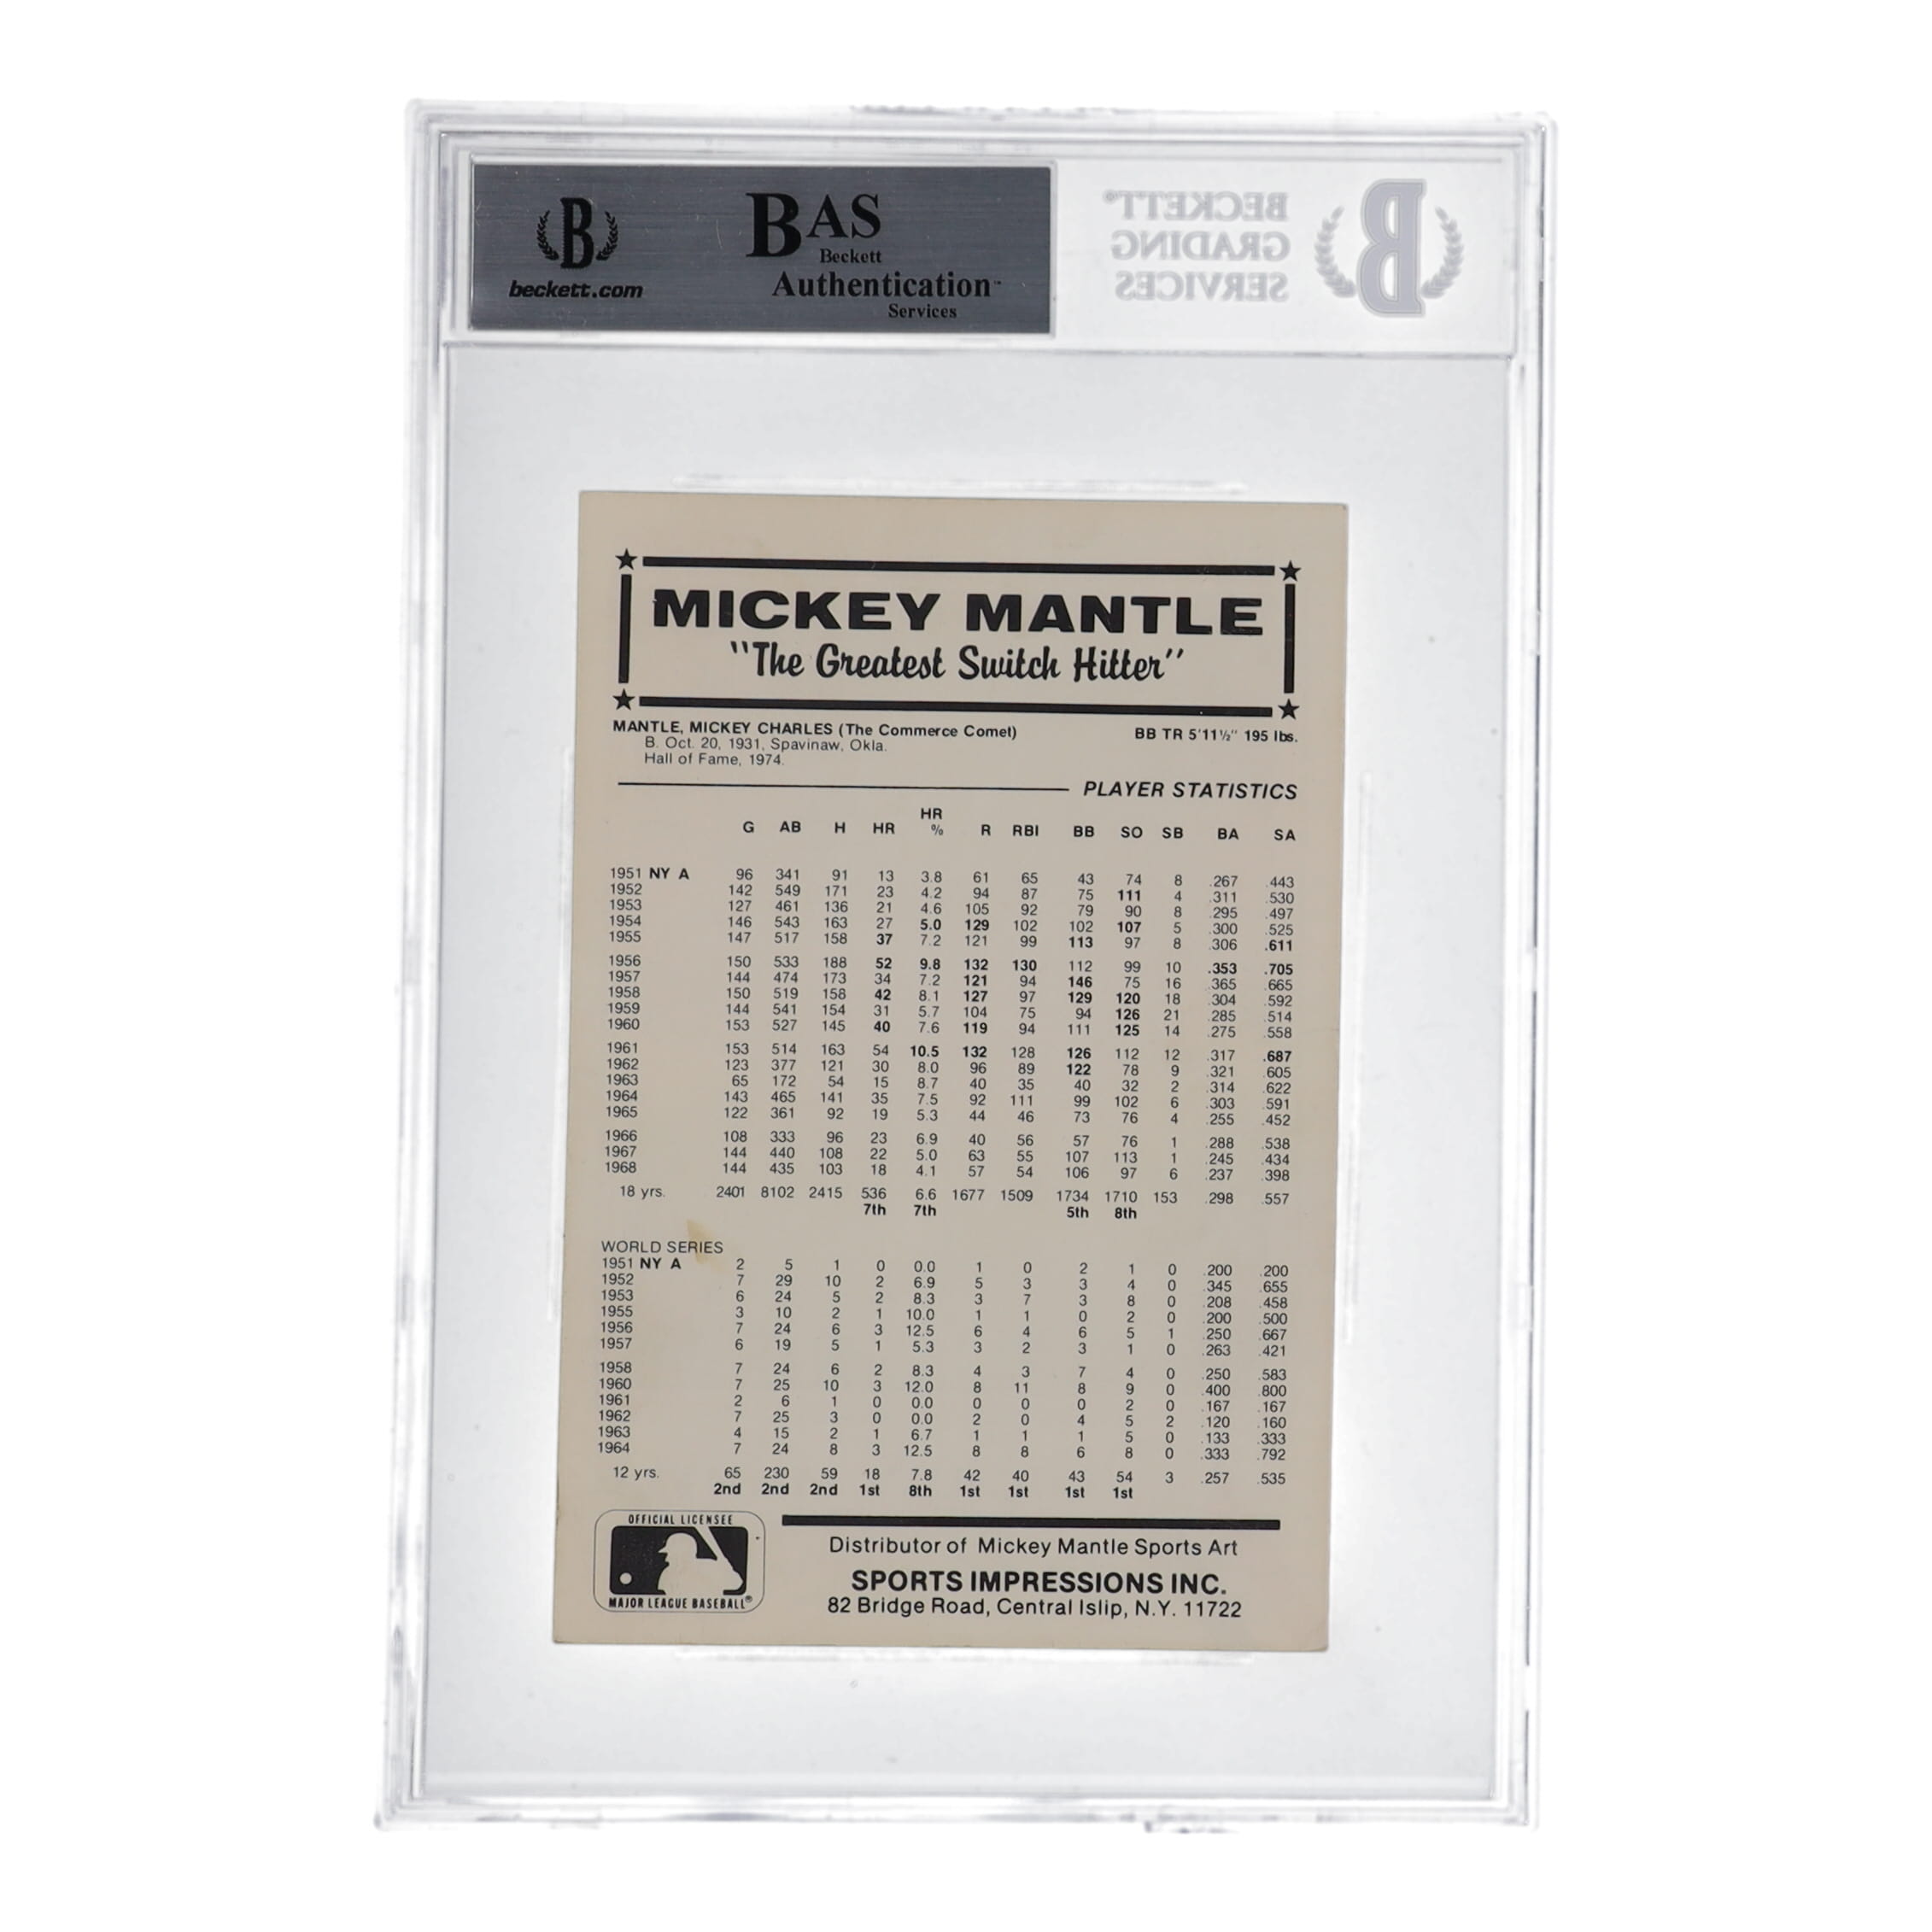 B
beckett.com
BAS
Beckett
Authentication™
Services
BECKETT®
GRADING
SERVICES
B
MICKEY MANTLE
"The Greatest Switch Hitter"
MANTLE, MICKEY CHARLES (The Commerce Comet) BB TR 5'11½" 195 lbs.
B. Oct. 20, 1931, Spavinaw, Okla.
Hall of Fame, 1974.
PLAYER STATISTICS
G AB H HR HR % R RBI BB SO SB BA SA
1951 NY A 96 341 91 13 3.8 61 65 43 74 8 .267 .443
1952 142 549 171 23 4.2 94 87 75 111 4 .311 .530
1953 127 461 136 21 4.6 105 92 79 90 8 .295 .497
1954 146 543 163 27 5.0 129 102 102 107 5 .300 .525
1955 147 517 158 37 7.2 121 99 113 97 8 .306 .611
1956 150 533 188 52 9.8 132 130 112 99 10 .353 .705
1957 144 474 173 34 7.2 121 94 146 75 16 .365 .665
1958 150 519 158 42 8.1 127 97 129 120 18 .304 .592
1959 144 541 154 31 5.7 104 75 94 126 21 .285 .514
1960 153 527 145 40 7.6 119 94 111 125 14 .275 .558
1961 153 514 163 54 10.5 132 128 126 112 12 .317 .687
1962 123 377 121 30 8.0 96 89 122 78 9 .321 .605
1963 65 172 54 15 8.7 40 35 40 32 2 .314 .622
1964 143 465 141 35 7.5 92 111 99 102 6 .303 .591
1965 122 361 92 19 5.3 44 46 73 76 4 .255 .452
1966 108 333 96 23 6.9 40 56 57 76 1 .288 .538
1967 144 440 108 22 5.0 63 55 107 113 1 .245 .434
1968 144 435 103 18 4.1 57 54 106 97 6 .237 .398
18 yrs. 2401 8102 2415 536 6.6 1677 1509 1734 1710 153 .298 .557
7th 7th 5th 8th
WORLD SERIES
1951 NY A 2 5 1 0 0.0 1 0 2 1 0 .200 .200
1952 7 29 10 2 6.9 5 3 3 4 0 .345 .655
1953 6 24 5 2 8.3 3 7 3 8 0 .208 .458
1955 3 10 2 1 10.0 1 1 0 2 0 .200 .500
1956 7 24 6 3 12.5 6 4 6 5 1 .250 .667
1957 6 19 5 1 5.3 3 2 3 1 0 .263 .421
1958 7 24 6 2 8.3 4 3 7 4 0 .250 .583
1960 7 25 10 3 12.0 8 11 8 9 0 .400 .800
1961 2 6 1 0 0.0 0 0 0 2 0 .167 .167
1962 7 25 3 0 0.0 2 0 4 5 2 .120 .160
1963 4 15 2 1 6.7 1 1 1 5 0 .133 .333
1964 7 24 8 3 12.5 8 8 6 8 0 .333 .792
12 yrs. 65 230 59 18 7.8 42 40 43 54 3 .257 .535
2nd 2nd 2nd 1st 8th 1st 1st 1st 1st
OFFICIAL LICENSEE
MAJOR LEAGUE BASEBALL®
Distributor of Mickey Mantle Sports Art
SPORTS IMPRESSIONS INC.
82 Bridge Road, Central Islip, N.Y. 11722